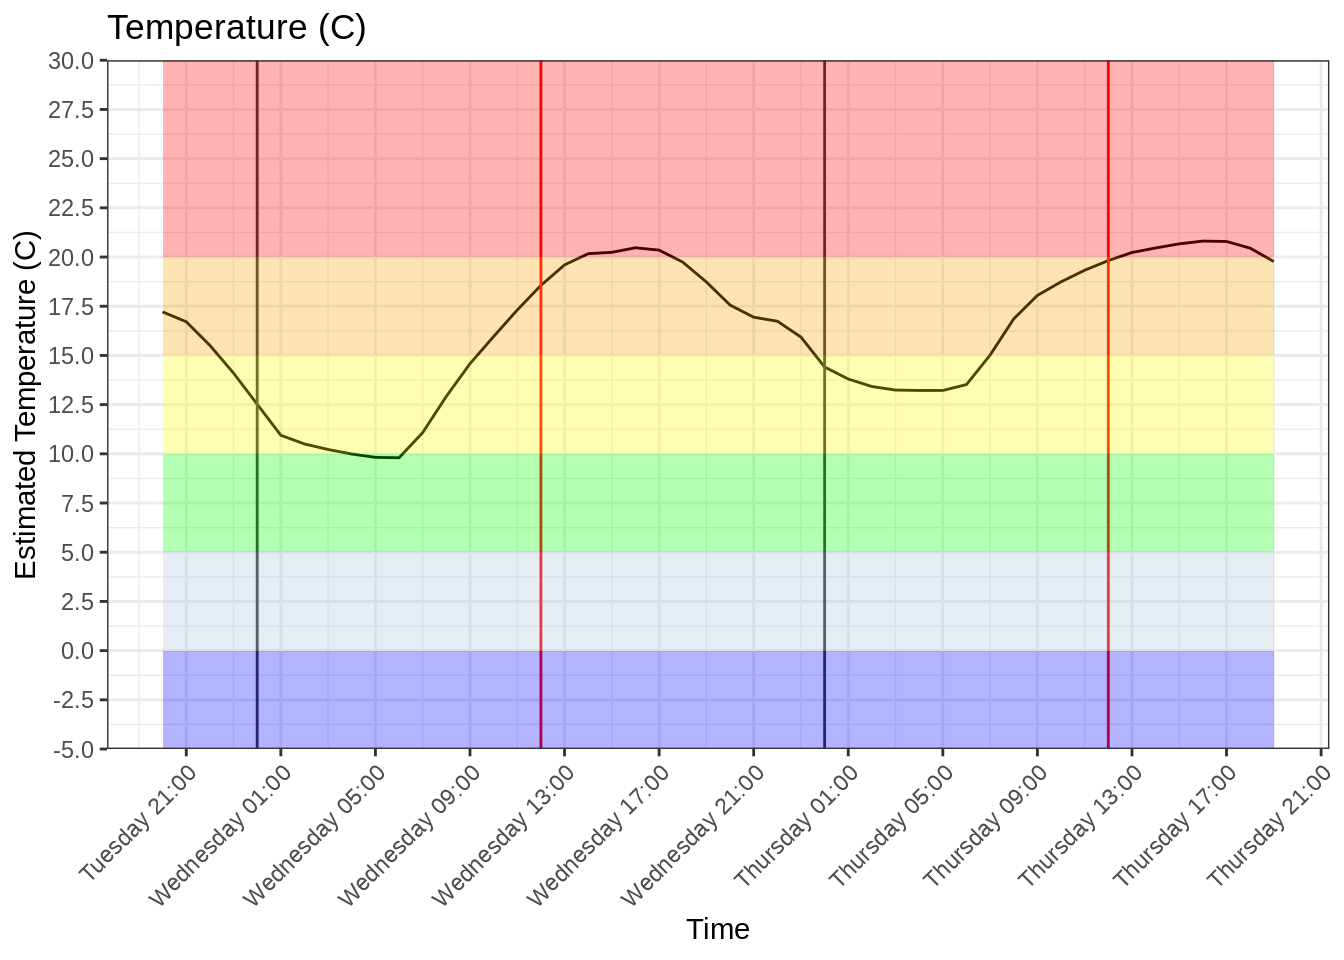 Temperature (C)
Estimated Temperature (C)
30.0
27.5
25.0
22.5
20.0
17.5
15.0
12.5
10.0
7.5
5.0
2.5
0.0
-2.5
-5.0
Tuesday 21:00
Wednesday 01:00
Wednesday 05:00
Wednesday 09:00
Wednesday 13:00
Wednesday 17:00
Wednesday 21:00
Thursday 01:00
Thursday 05:00
Thursday 09:00
Thursday 13:00
Thursday 17:00
Thursday 21:00
Time